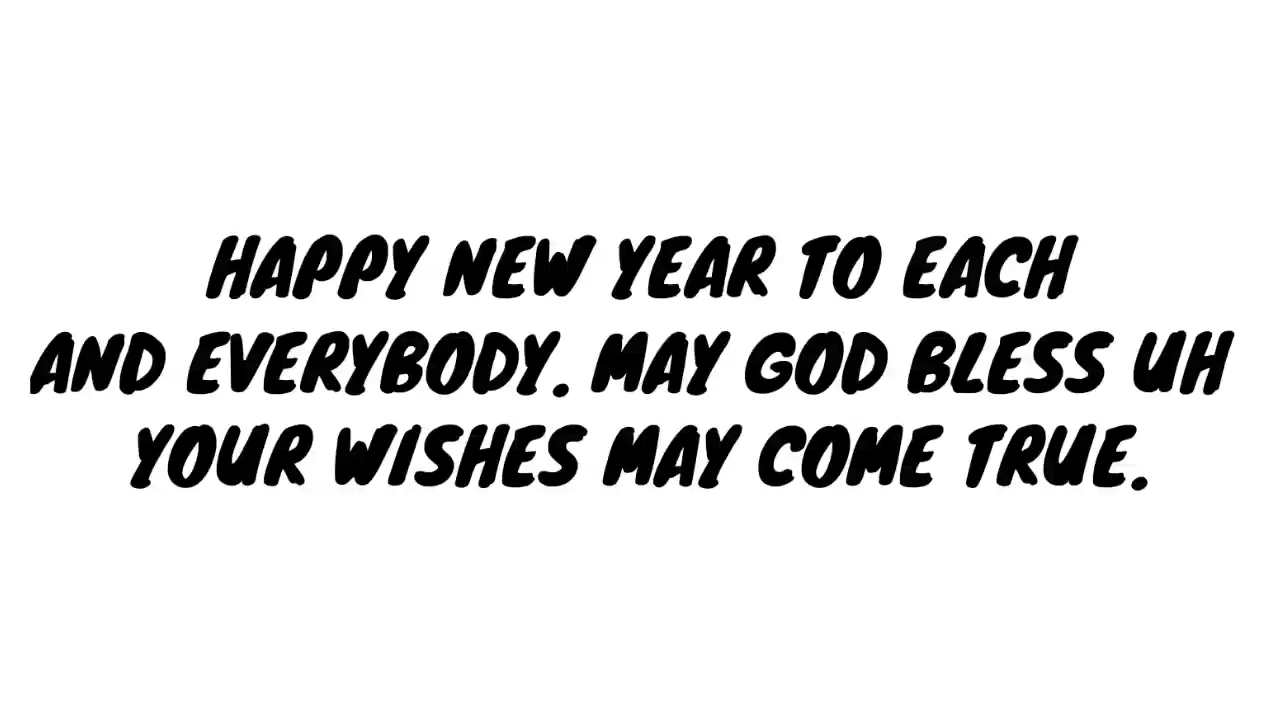 HAPPY NEW YEAR TO EACH
AND EVERYBODY. MAY GOD BLESS UH
YOUR WISHES MAY COME TRUE.